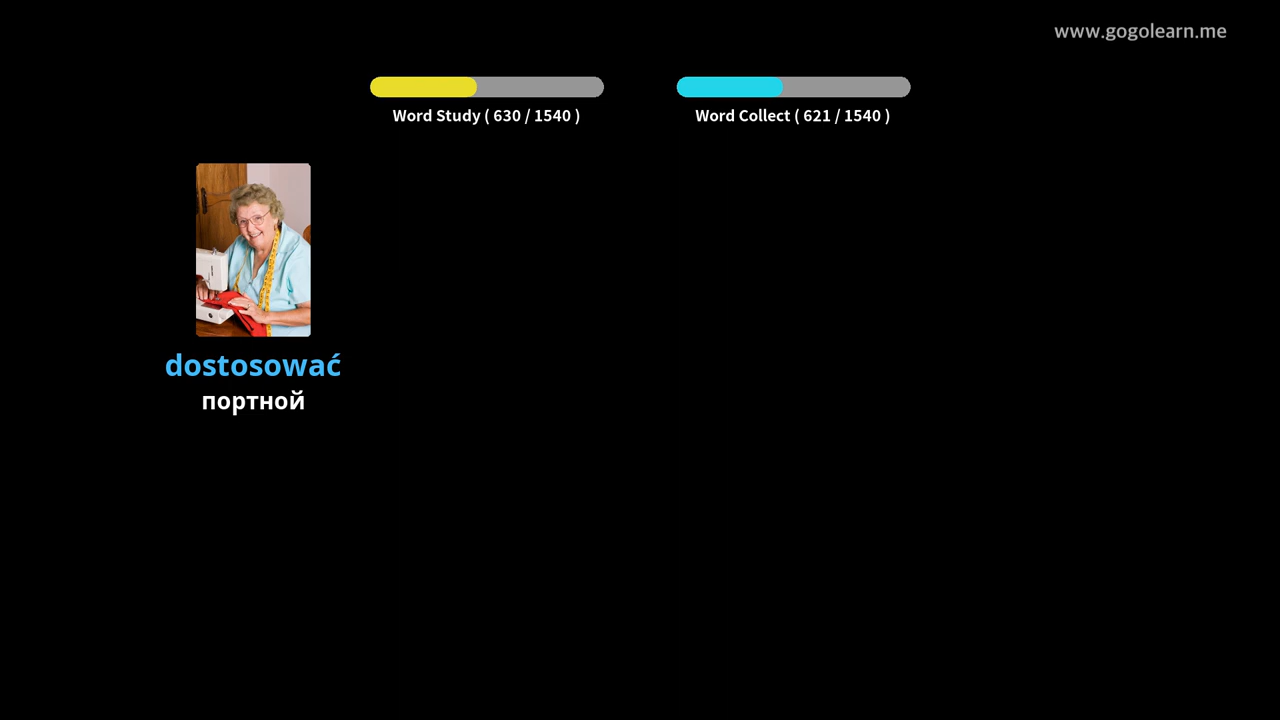 www.gogolearn.me
Word Study ( 630 / 1540 )
Word Collect ( 621 / 1540 )
dostosować
портной